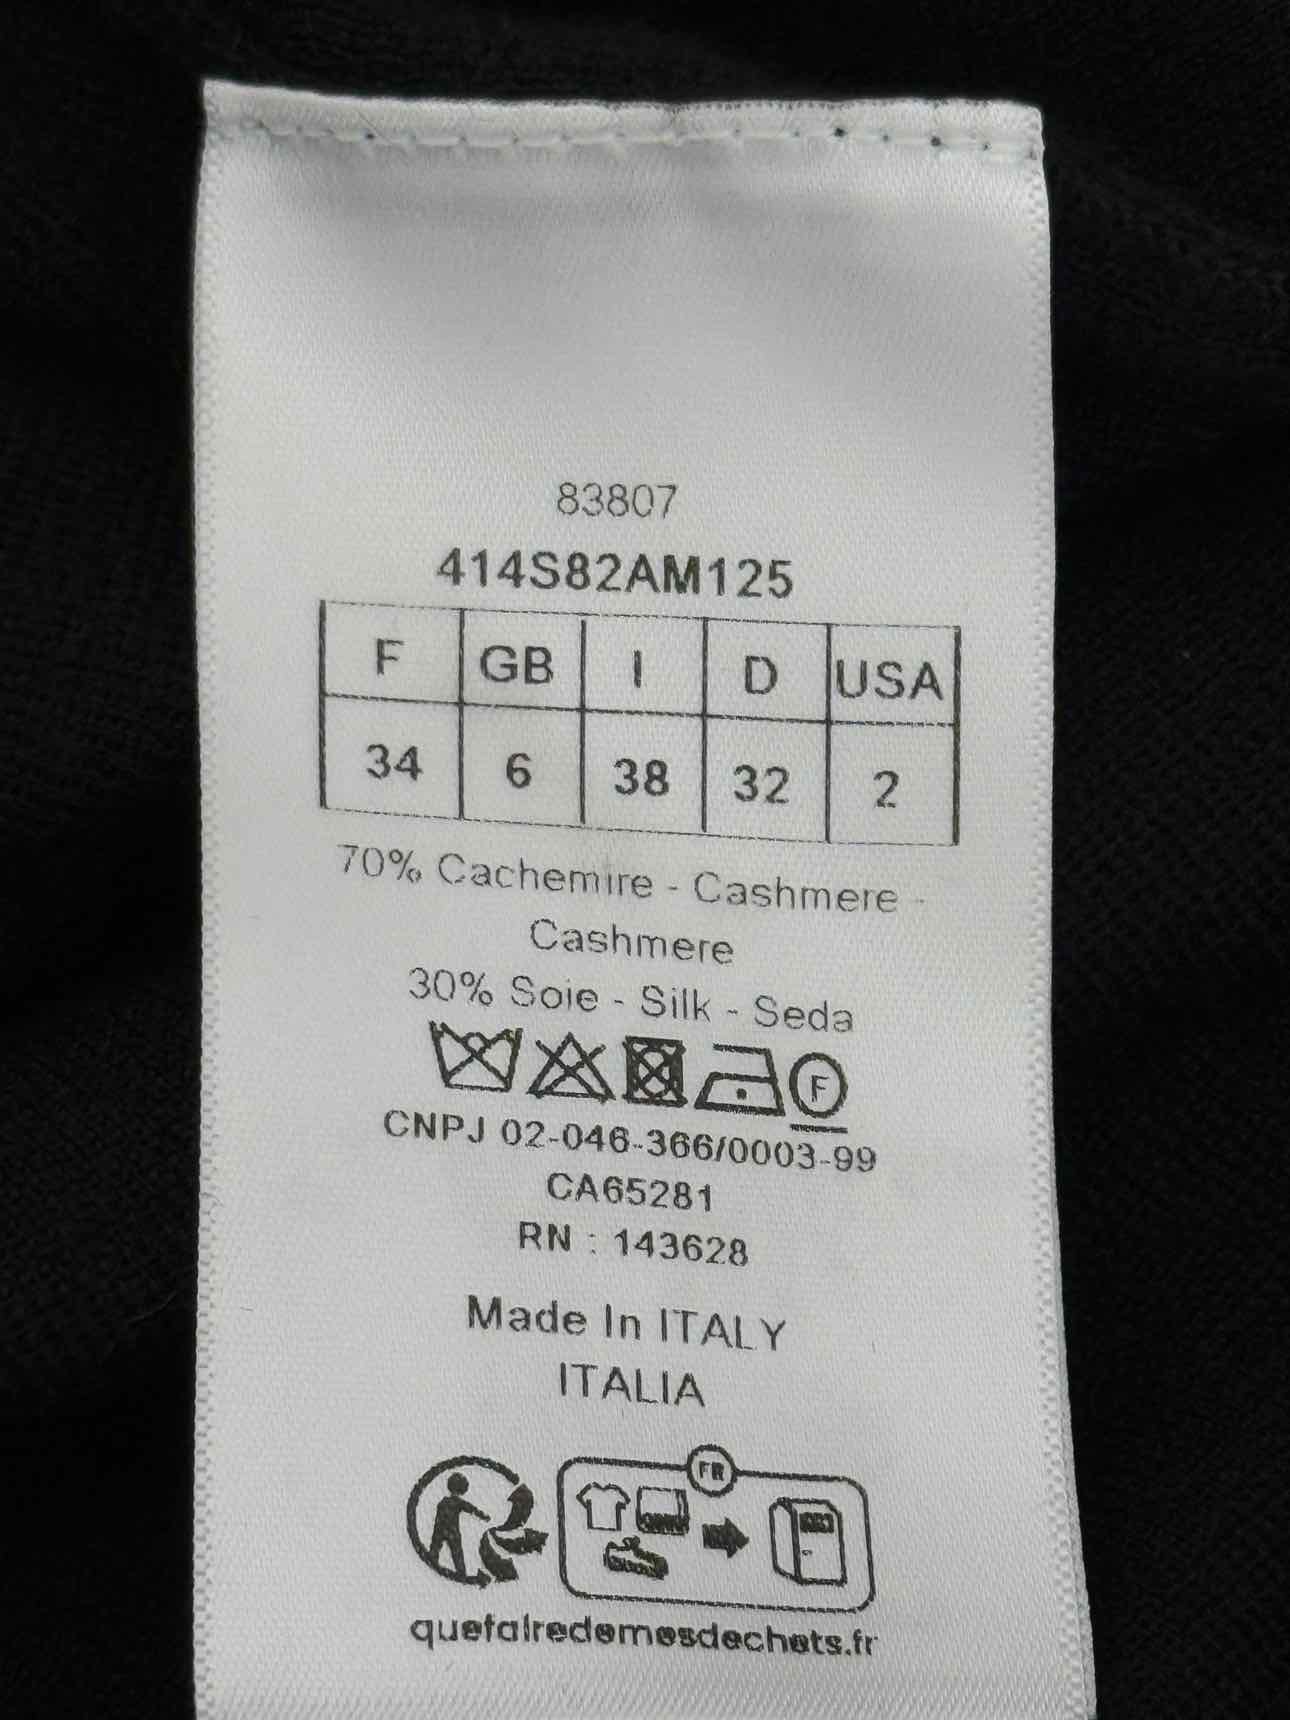 83807
414S82AM125
F GB I D USA
34 6 38 32 2
70% Cachemire - Cashmere -
Cashmere
30% Soie - Silk - Seda
F
CNPJ 02-046-366/0003-99
CA65281
RN : 143628
Made In ITALY
ITALIA
FR
quefairedemesdechets.fr